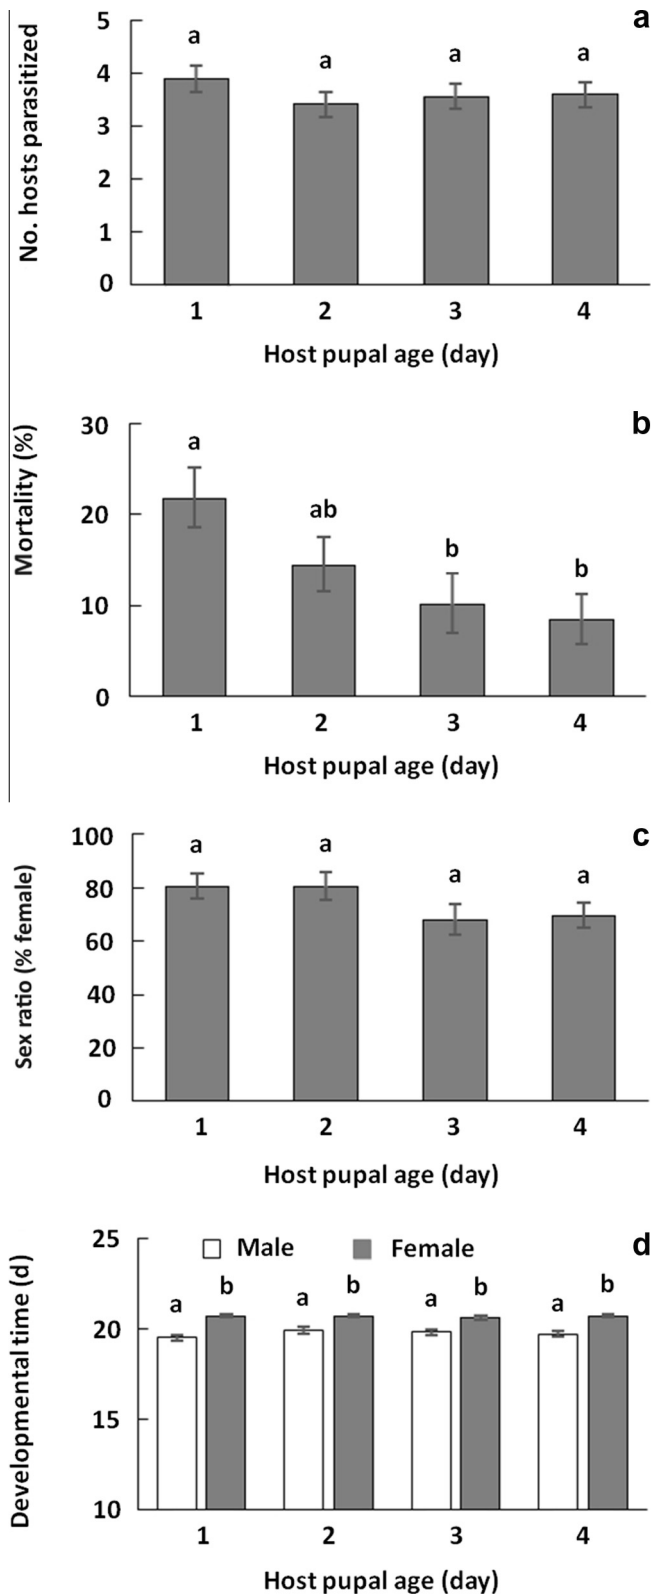 a
No. hosts parasitized
5
4
3
2
1
0
a a a a
1 2 3 4
Host pupal age (day)
b
Mortality (%)
30
20
10
0
a ab b b
1 2 3 4
Host pupal age (day)
c
Sex ratio (% female)
100
80
60
40
20
0
a a a a
1 2 3 4
Host pupal age (day)
d
Developmental time (d)
25
20
15
10
Male Female
a b a b a b a b
1 2 3 4
Host pupal age (day)